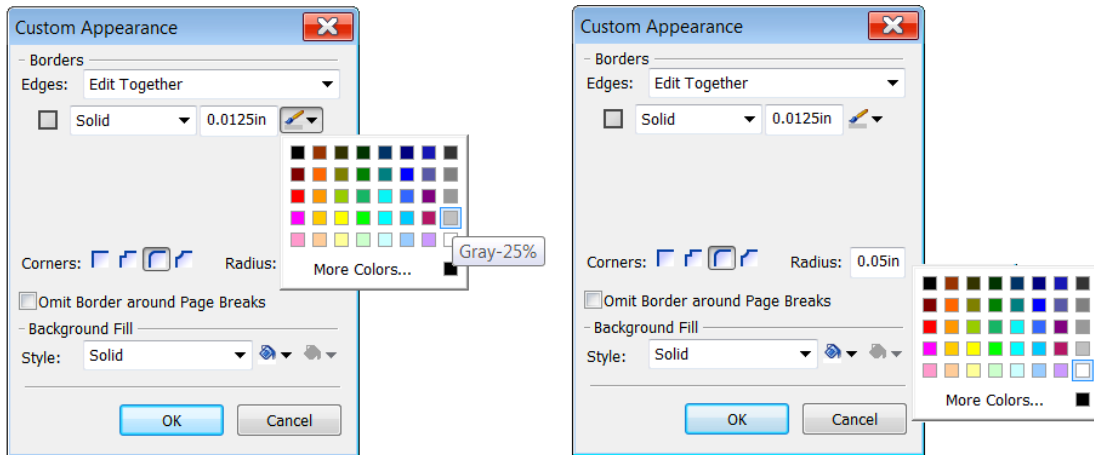 Custom Appearance
Borders
Edges: Edit Together
Solid 0.0125in
Corners: Radius:
More Colors...
Gray-25%
Omit Border around Page Breaks
Background Fill
Style: Solid
OK Cancel
Custom Appearance
Borders
Edges: Edit Together
Solid 0.0125in
Corners: Radius: 0.05in
Omit Border around Page Breaks
Background Fill
Style: Solid
More Colors...
OK Cancel